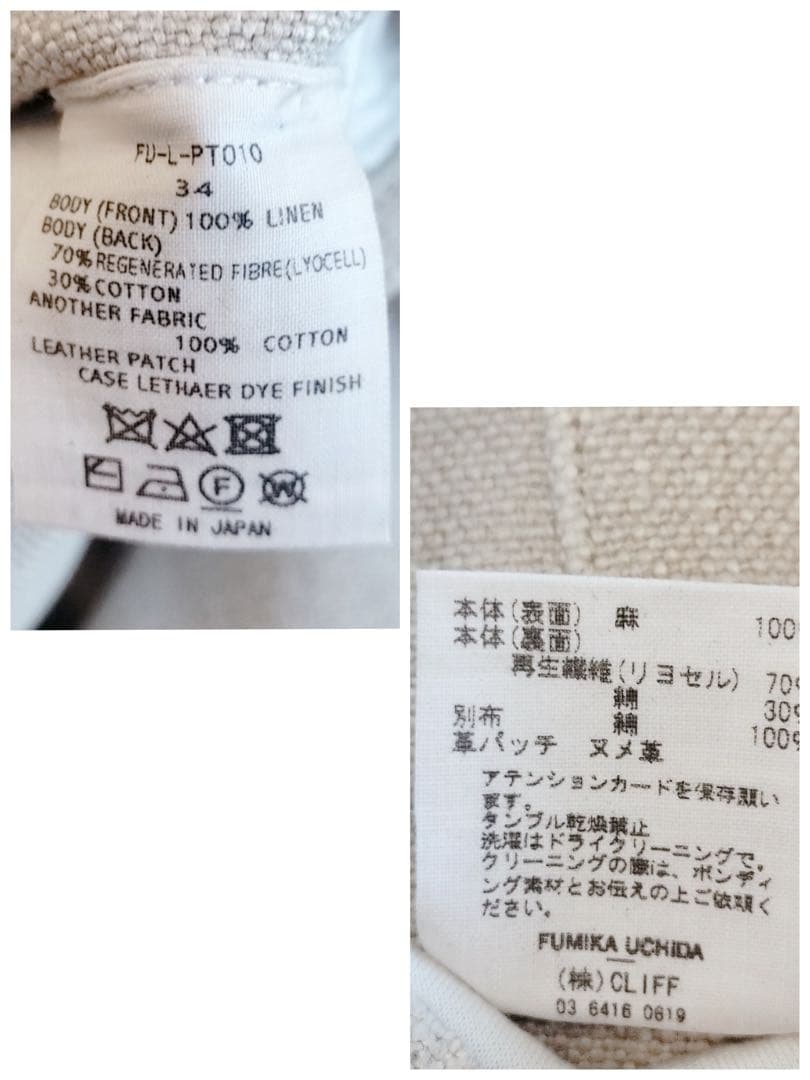 FU-L-PT010
34
BODY (FRONT) 100% LINEN
BODY (BACK)
70% REGENERATED FIBRE(LYOCELL)
30% COTTON
ANOTHER FABRIC
100% COTTON
LEATHER PATCH
CASE LETHAER DYE FINISH
F W
MADE IN JAPAN
本体(表面) 麻 100%
本体(裏面)
再生繊維(リヨセル) 70%
綿 30%
別布 綿 100%
革パッチ ヌメ革
アテンションカードを保存願い
ます。
タンブル乾燥禁止
洗濯はドライクリーニングで。
クリーニングの際は、ボンディ
ング素材とお伝えの上ご依頼く
ださい。
FUMIKA UCHIDA
(株)CLIFF
03 6416 0619